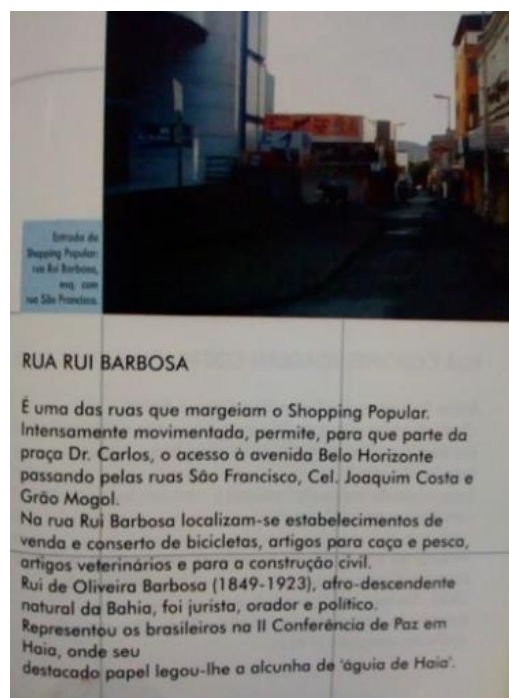 Entrada do
Shopping Popular:
rua Rui Barbosa,
esq. com
rua São Francisco.
RUA RUI BARBOSA
É uma das ruas que margeiam o Shopping Popular.
Intensamente movimentada, permite, para que parte da
praça Dr. Carlos, o acesso à avenida Belo Horizonte
passando pelas ruas São Francisco, Cel. Joaquim Costa e
Grão Mogol.
Na rua Rui Barbosa localizam-se estabelecimentos de
venda e conserto de bicicletas, artigos para caça e pesca,
artigos veterinários e para a construção civil.
Rui de Oliveira Barbosa (1849-1923), afro-descendente
natural da Bahia, foi jurista, orador e político.
Representou os brasileiros na II Conferência de Paz em
Haia, onde seu
destacado papel legou-lhe a alcunha de 'águia de Haia'.